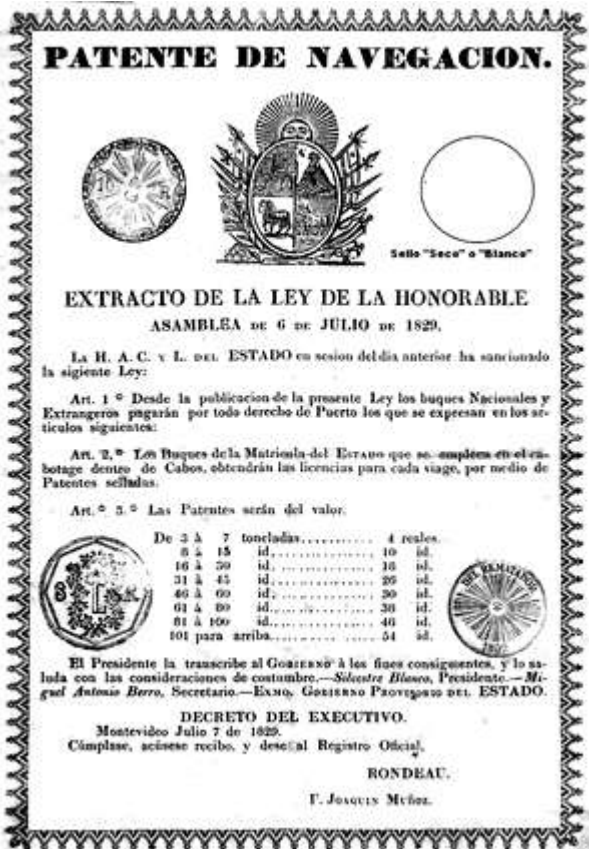 PATENTE DE NAVEGACION.
Sello "Seco" o "Blanco"
EXTRACTO DE LA LEY DE LA HONORABLE
ASAMBLEA DE 6 DE JULIO DE 1829.
LA H. A. C. Y L. DEL ESTADO en sesion del dia anterior ha sancionado
la sigiente Ley:
Art. 1º Desde la publicacion de la presente Ley los buques Nacionales y
Extrangeros pagarán por todo derecho de Puerto los que se expresan en los ar-
ticulos siguientes:
Art. 2.º Los Buques de la Matricula del ESTADO que se empleen en el ca-
botage dentro de Cabos, obtendrán las licencias para cada viage, por medio de
Patentes selladas.
Art.º 3.º Las Patentes serán del valor.
De 3 à 7 toneladas........... 4 reales.
8 à 15 id................ 10 id.
16 à 30 id................ 18 id.
31 à 45 id................ 26 id.
46 à 60 id................ 30 id.
61 à 80 id................ 38 id.
81 à 100 id................ 46 id.
101 para arriba............ 54 id.
8 L
DEL REMATADOR
El Presidente la transcribe al GOBIERNO à los fines consiguientes, y lo sa-
luda con las consideraciones de costumbre.—Silvestre Blanco, Presidente.—Mi-
guel Antonio Berro, Secretario.—EXMO. GOBIERNO PROVISORIO DEL ESTADO.
DECRETO DEL EXECUTIVO.
Montevideo Julio 7 de 1829.
Cúmplase, acúsese recibo, y dese al Registro Oficial,
RONDEAU.
F. JOAQUIN MUÑOZ.